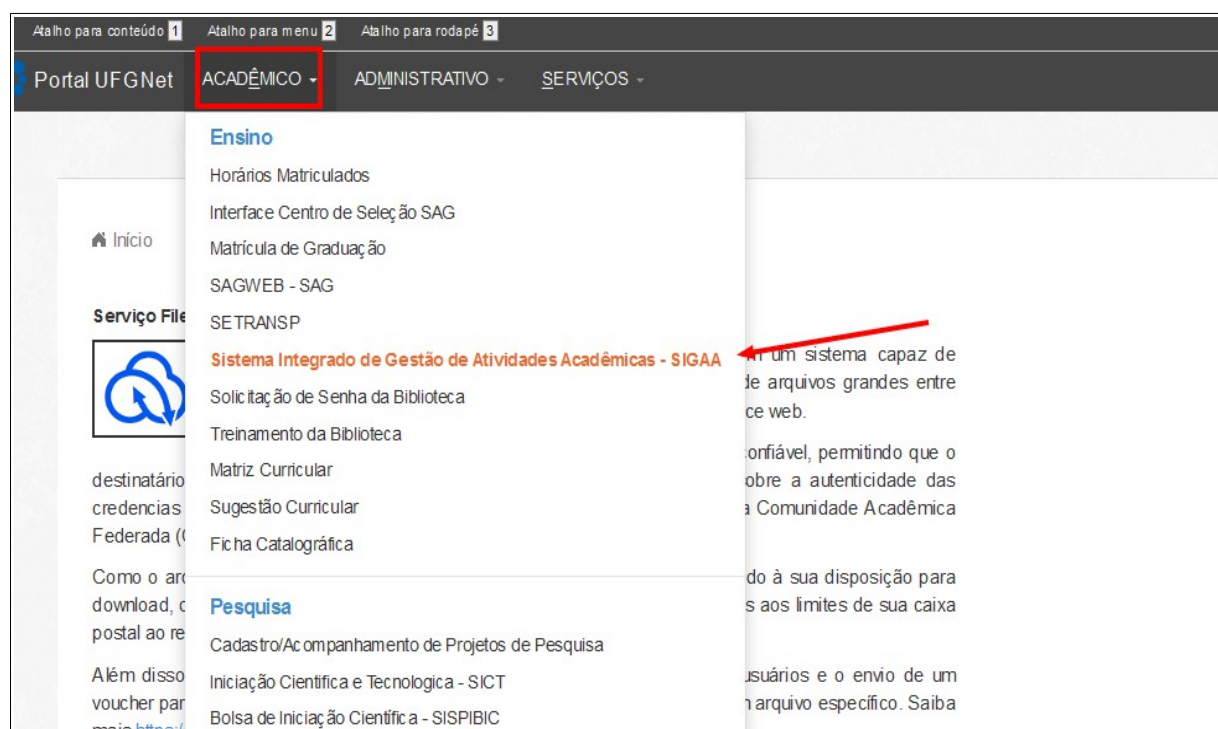 Atalho para conteúdo 1 Atalho para menu 2 Atalho para rodapé 3
Portal UFGNet ACADÊMICO ADMINISTRATIVO SERVIÇOS
Ensino
Horários Matriculados
Interface Centro de Seleção SAG
Início
Matrícula de Graduação
SAGWEB - SAG
Serviço File
SETRANSP
Sistema Integrado de Gestão de Atividades Acadêmicas - SIGAA
um sistema capaz de
Solicitação de Senha da Biblioteca
de arquivos grandes entre
ce web.
Treinamento da Biblioteca
confiável, permitindo que o
Matriz Curricular
destinatário
sobre a autenticidade das
credencias
Sugestão Curricular
a Comunidade Acadêmica
Federada (
Ficha Catalográfica
Como o
do à sua disposição para
download,
Pesquisa
s aos limites de sua caixa
postal ao re
Cadastro/Acompanhamento de Projetos de Pesquisa
Além disso
Iniciação Cientifica e Tecnologica - SICT
usuários e o envio de um
voucher par
Bolsa de Iniciação Científica - SISPIBIC
arquivo específico. Saiba